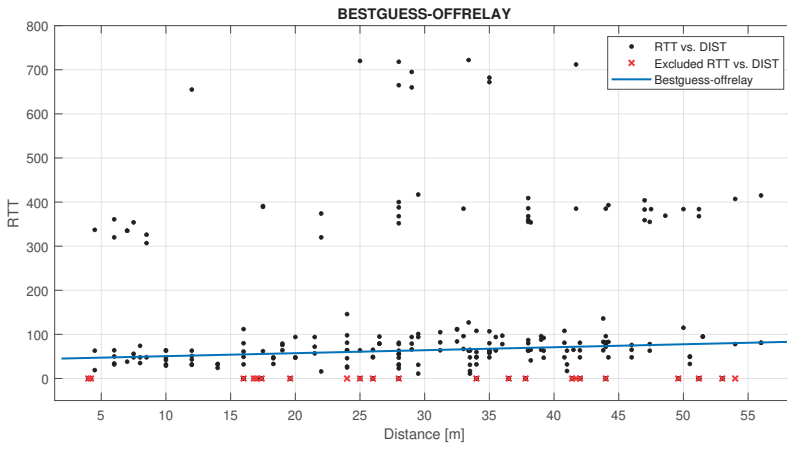 BESTGUESS-OFFRELAY
800
700
600
500
400
300
200
100
0
RTT
RTT vs. DIST
Excluded RTT vs. DIST
Bestguess-offrelay
5 10 15 20 25 30 35 40 45 50 55
Distance [m]